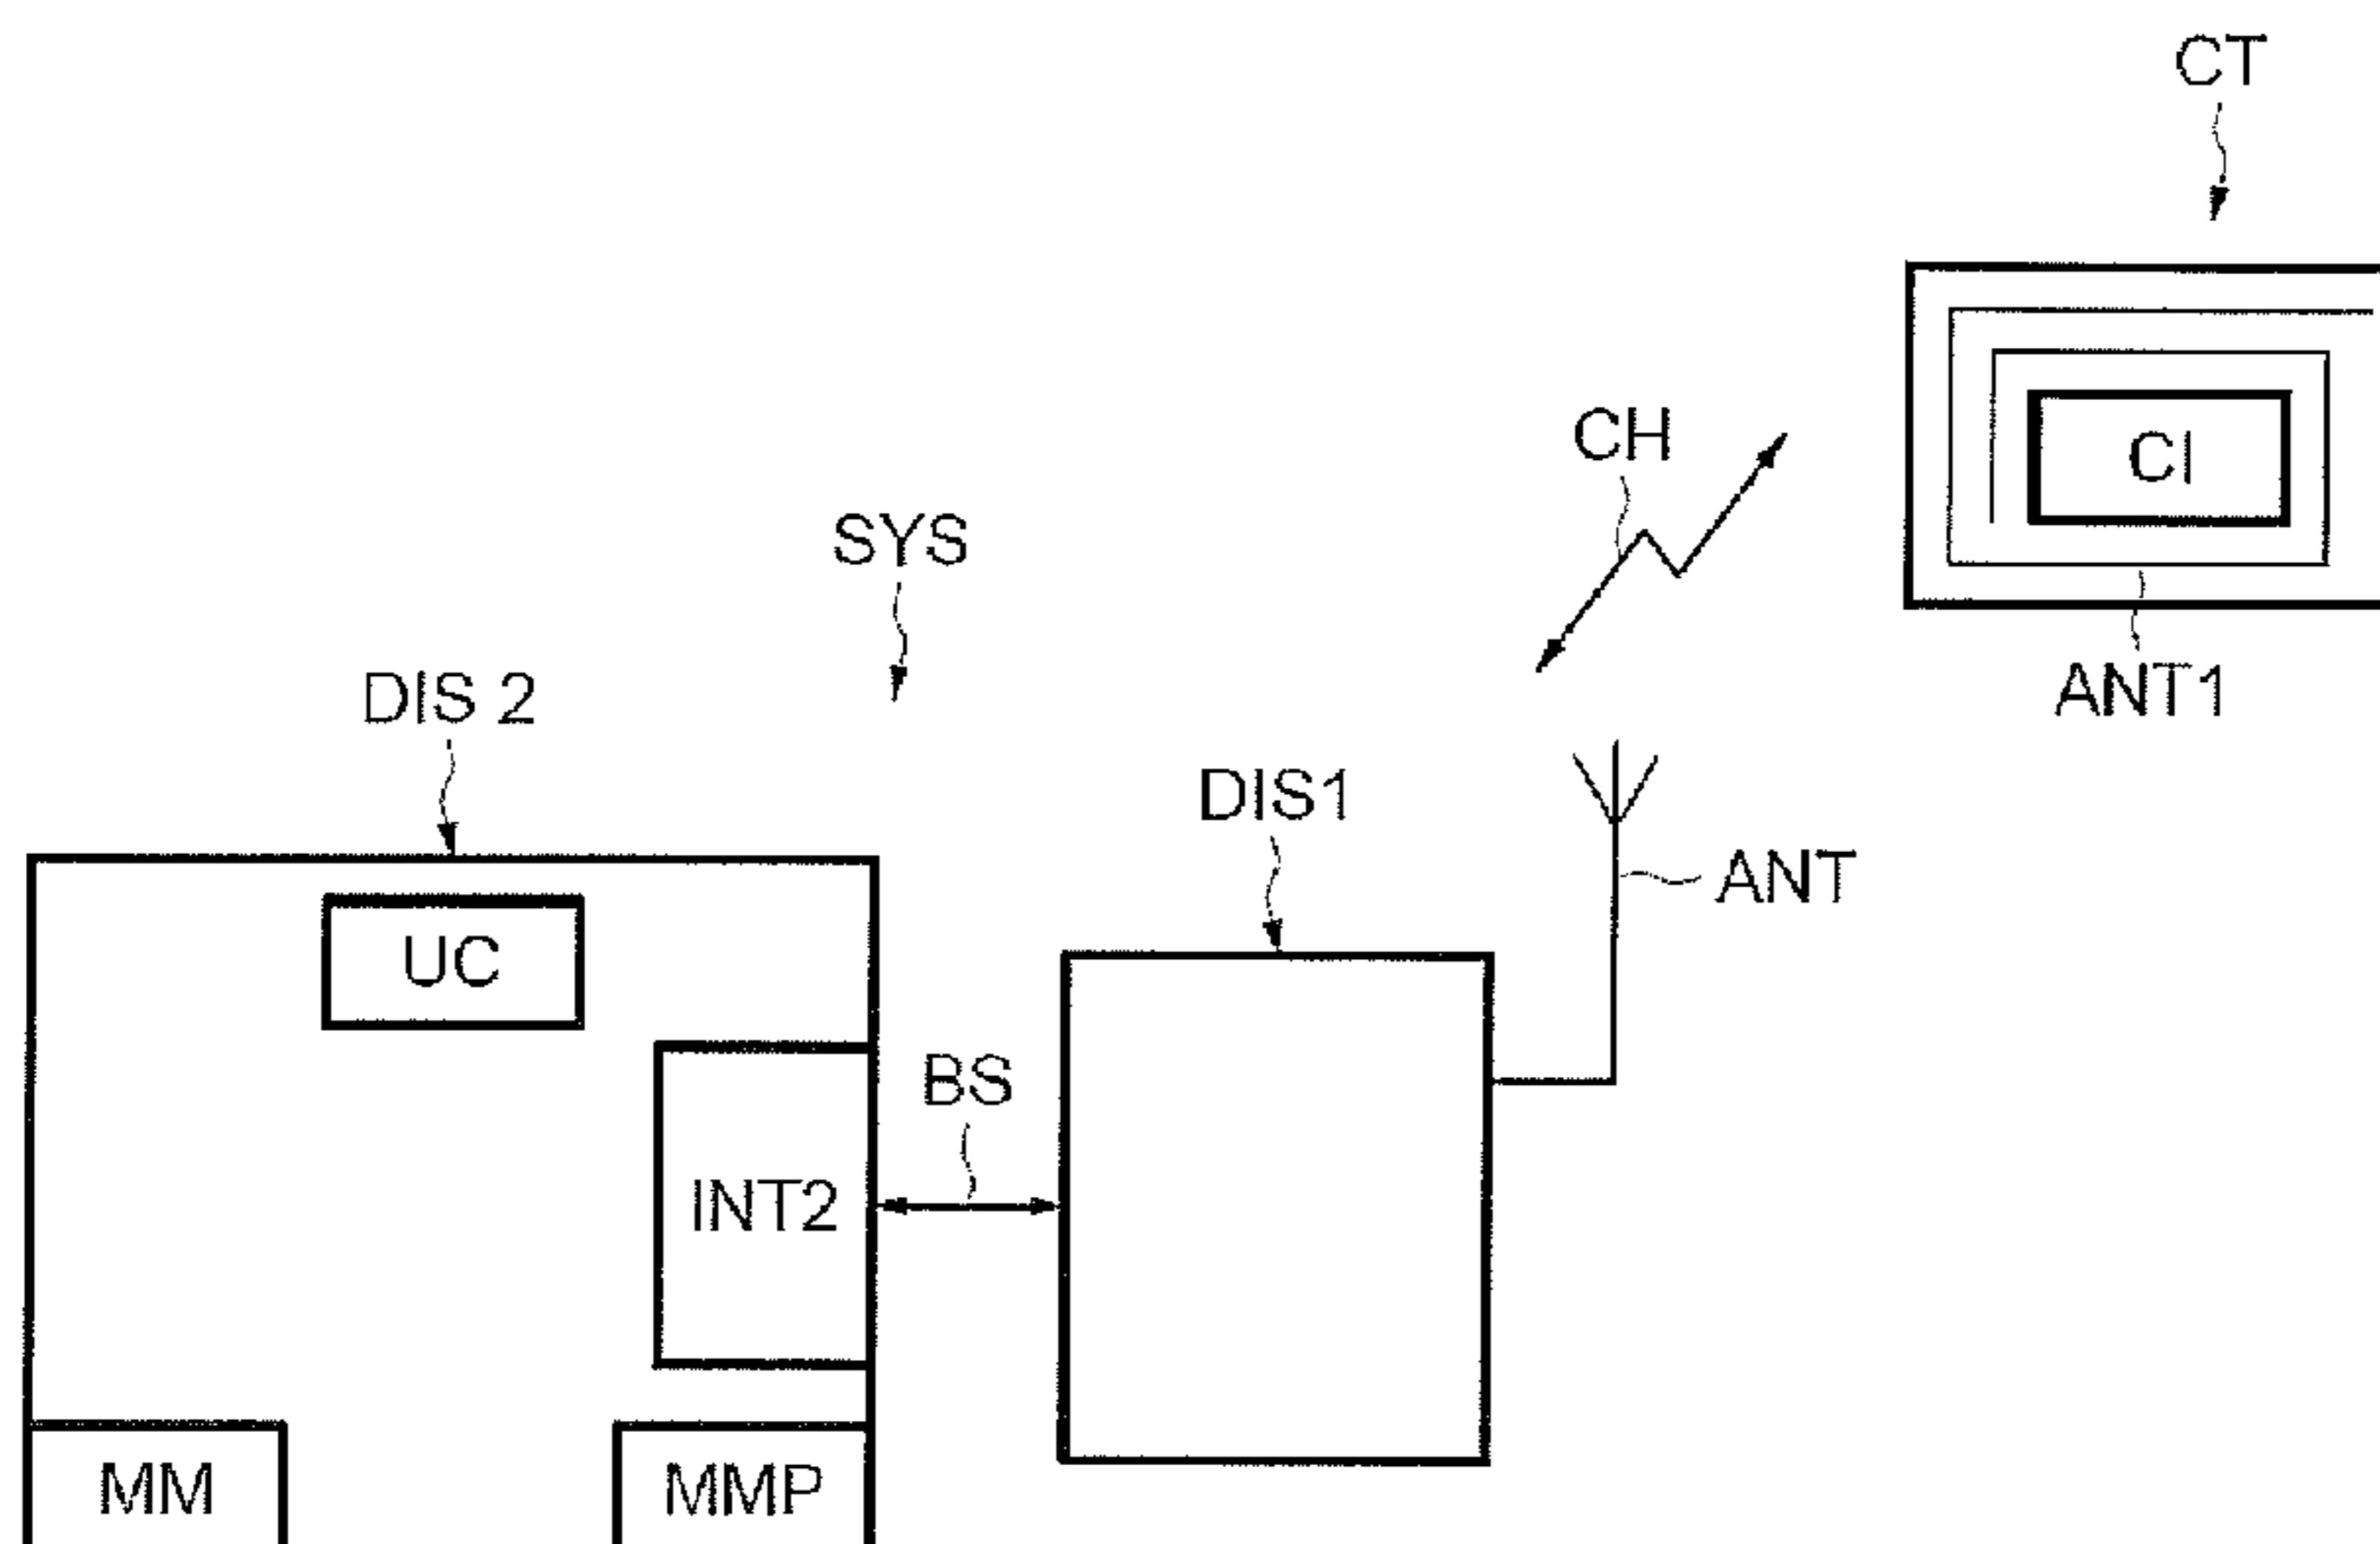 CT
CH
CI
SYS
ANT1
DIS 2
DIS1
ANT
UC
BS
INT2
MM
MMP